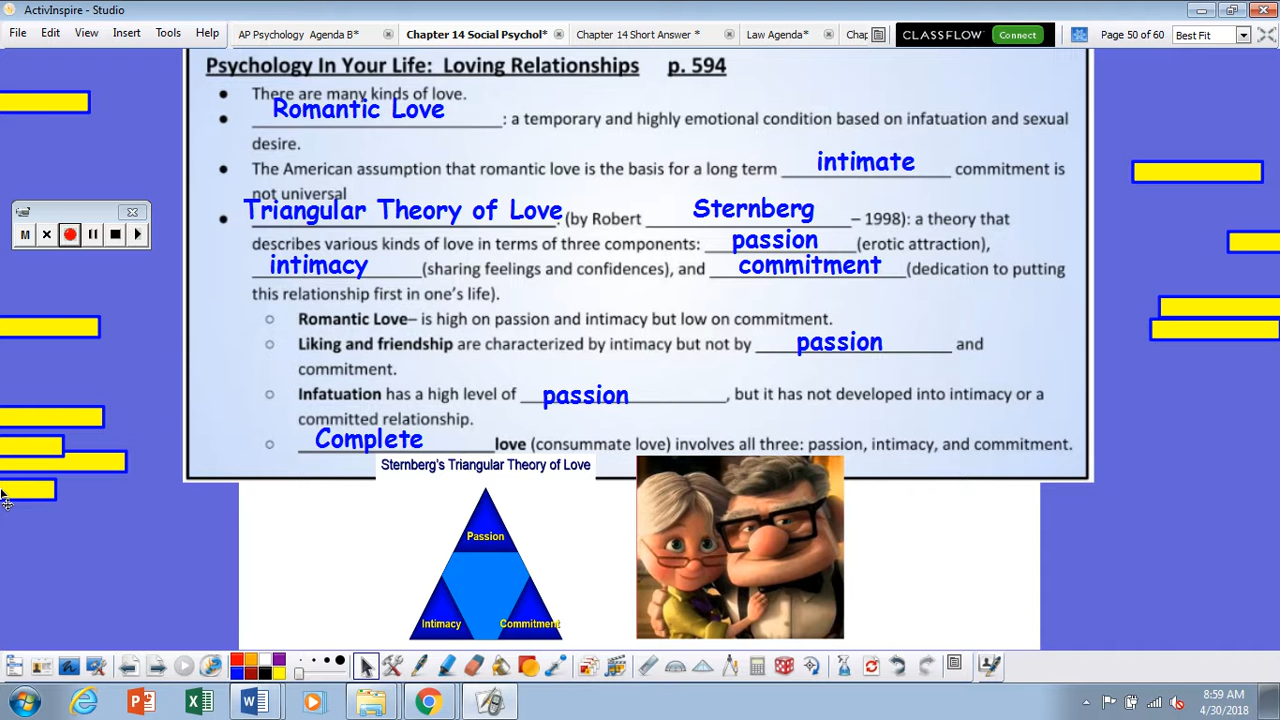 ActivInspire - Studio
File Edit View Insert Tools Help AP Psychology Agenda B* Chapter 14 Social Psychol* Chapter 14 Short Answer * Law Agenda* Chap CLASSFLOW Connect Page 50 of 60 Best Fit
Psychology In Your Life: Loving Relationships p. 594
There are many kinds of love.
Romantic Love : a temporary and highly emotional condition based on infatuation and sexual
desire.
The American assumption that romantic love is the basis for a long term intimate commitment is
not universal
Triangular Theory of Love: (by Robert Sternberg – 1998): a theory that
describes various kinds of love in terms of three components: passion (erotic attraction),
intimacy (sharing feelings and confidences), and commitment (dedication to putting
this relationship first in one's life).
Romantic Love– is high on passion and intimacy but low on commitment.
Liking and friendship are characterized by intimacy but not by passion and
commitment.
Infatuation has a high level of passion, but it has not developed into intimacy or a
committed relationship.
Complete love (consummate love) involves all three: passion, intimacy, and commitment.
Sternberg's Triangular Theory of Love
Passion
Intimacy Commitment
M
8:59 AM
4/30/2018